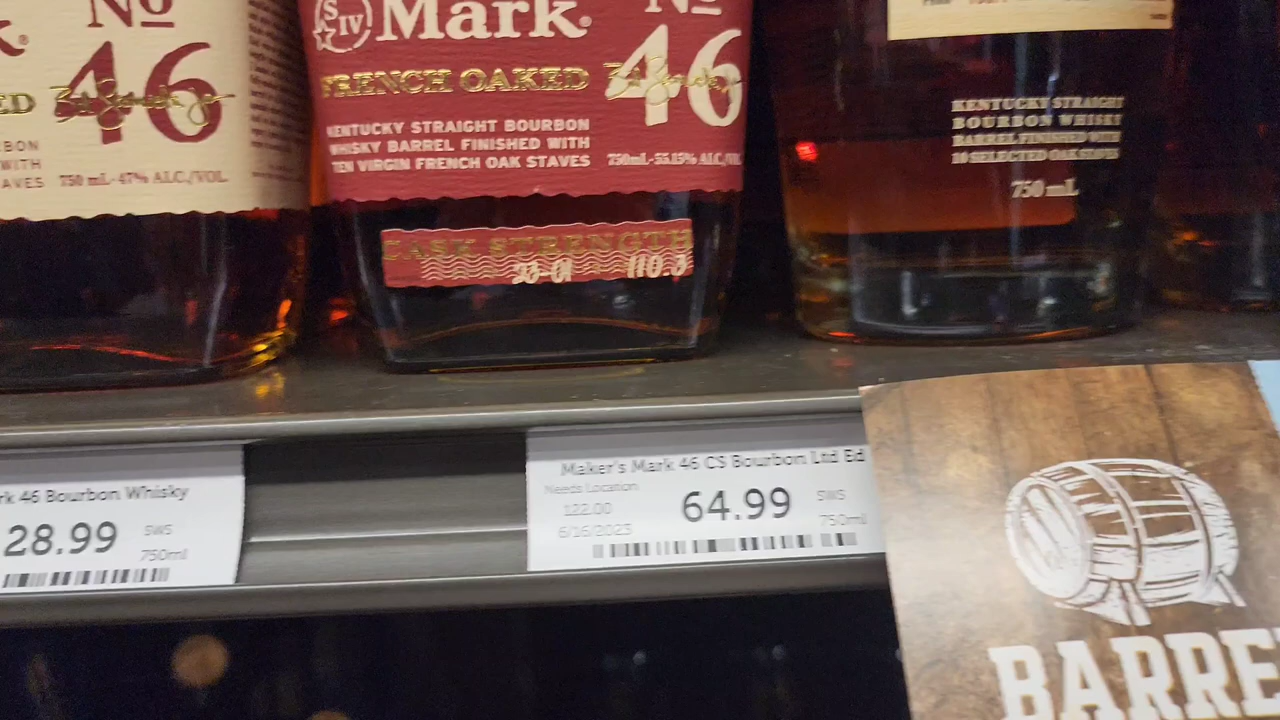 No
46
ED
BON
WITH
AVES 750 mL-47% ALC./VOL.
S IV
Mark®
No
FRENCH OAKED 46
KENTUCKY STRAIGHT BOURBON
WHISKY BARREL FINISHED WITH
TEN VIRGIN FRENCH OAK STAVES
750mL-55.15% ALC./VOL
CASK STRENGTH
23-01 110.3
KENTUCKY STRAIGHT
BOURBON WHISKY
BARREL FINISHED WITH
10 SELECTED OAK STAVES
750 mL
rk 46 Bourbon Whisky
28.99
SWS
750ml
Maker's Mark 46 CS Bourbon Ltd Ed
Needs Location
122.00
6/16/2023
64.99
SWS
750ml
BARRE